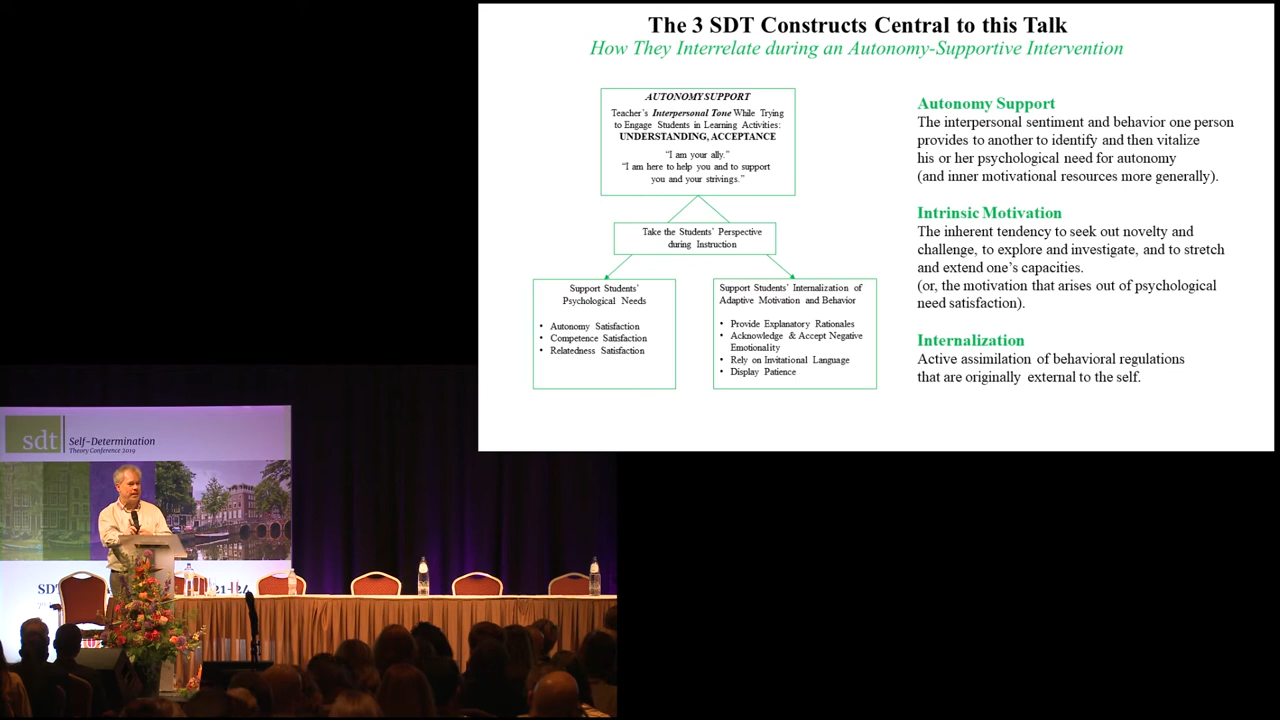 The 3 SDT Constructs Central to this Talk
How They Interrelate during an Autonomy-Supportive Intervention
AUTONOMY SUPPORT
Teacher's Interpersonal Tone While Trying
to Engage Students in Learning Activities:
UNDERSTANDING, ACCEPTANCE
“I am your ally.”
“I am here to help you and to support
you and your strivings.”
Take the Students' Perspective
during Instruction
Support Students'
Psychological Needs
• Autonomy Satisfaction
• Competence Satisfaction
• Relatedness Satisfaction
Support Students' Internalization of
Adaptive Motivation and Behavior
• Provide Explanatory Rationales
• Acknowledge & Accept Negative
Emotionality
• Rely on Invitational Language
• Display Patience
Autonomy Support
The interpersonal sentiment and behavior one person
provides to another to identify and then vitalize
his or her psychological need for autonomy
(and inner motivational resources more generally).
Intrinsic Motivation
The inherent tendency to seek out novelty and
challenge, to explore and investigate, and to stretch
and extend one's capacities.
(or, the motivation that arises out of psychological
need satisfaction).
Internalization
Active assimilation of behavioral regulations
that are originally external to the self.
sdt
Self-Determination
Theory Conference 2019